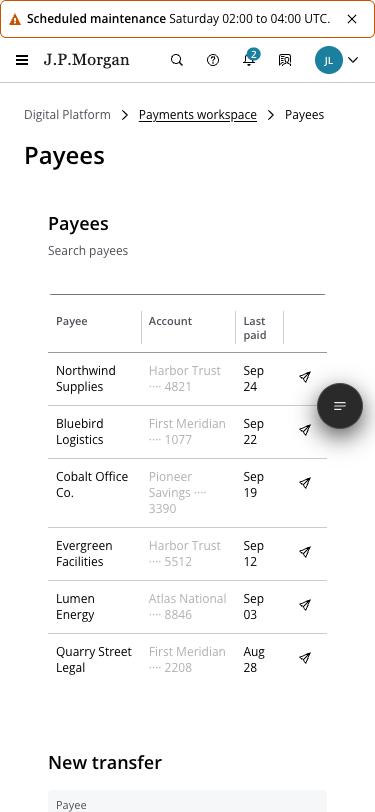 Scheduled maintenance Saturday 02:00 to 04:00 UTC.
J.P.Morgan
2
JL
Digital Platform Payments workspace Payees
Payees
Payees
Search payees
Payee Account Last
paid
Northwind Harbor Trust Sep
Supplies ···· 4821 24
Bluebird First Meridian Sep
Logistics ···· 1077 22
Cobalt Office Pioneer Sep
Co. Savings ···· 19
3390
Evergreen Harbor Trust Sep
Facilities ···· 5512 12
Lumen Atlas National Sep
Energy ···· 8846 03
Quarry Street First Meridian Aug
Legal ···· 2208 28
New transfer
Payee